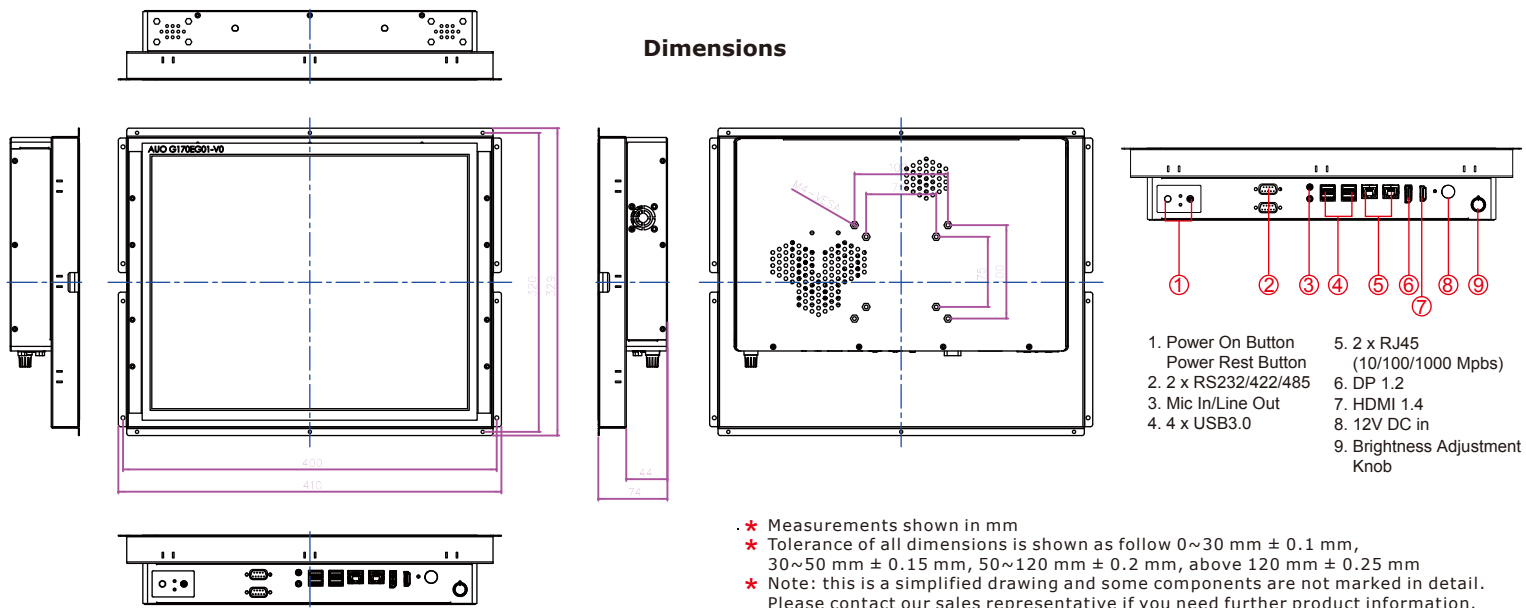 Dimensions
AUO G170EG01-V0
320
329
400
410
44
74
M4-VESA
75
100
1
2
3
4
5
6
7
8
9
1. Power On Button
Power Rest Button
2. 2 x RS232/422/485
3. Mic In/Line Out
4. 4 x USB3.0
5. 2 x RJ45
(10/100/1000 Mpbs)
6. DP 1.2
7. HDMI 1.4
8. 12V DC in
9. Brightness Adjustment
Knob
* Measurements shown in mm
* Tolerance of all dimensions is shown as follow 0~30 mm ± 0.1 mm,
30~50 mm ± 0.15 mm, 50~120 mm ± 0.2 mm, above 120 mm ± 0.25 mm
* Note: this is a simplified drawing and some components are not marked in detail.
Please contact our sales representative if you need further product information.